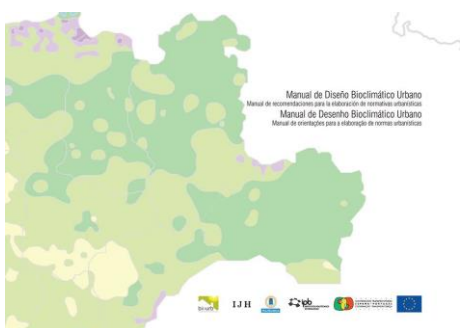 Manual de Diseño Bioclimático Urbano
Manual de recomendaciones para la elaboración de normativas urbanísticas
Manual de Desenho Bioclimático Urbano
Manual de orientações para a elaboração de normas urbanísticas
IJH
ipb